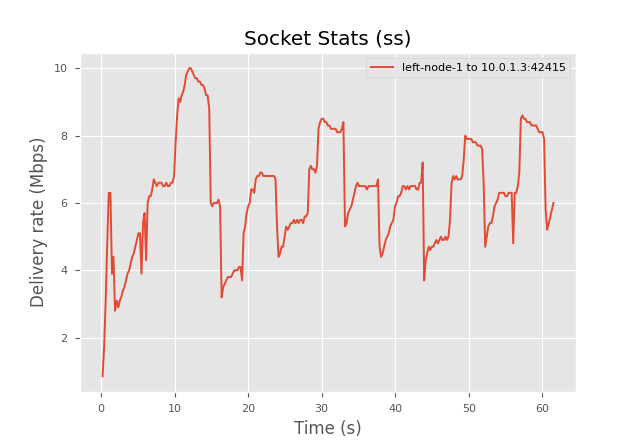 Socket Stats (ss)
left-node-1 to 10.0.1.3:42415
Delivery rate (Mbps)
10
8
6
4
2
0 10 20 30 40 50 60
Time (s)